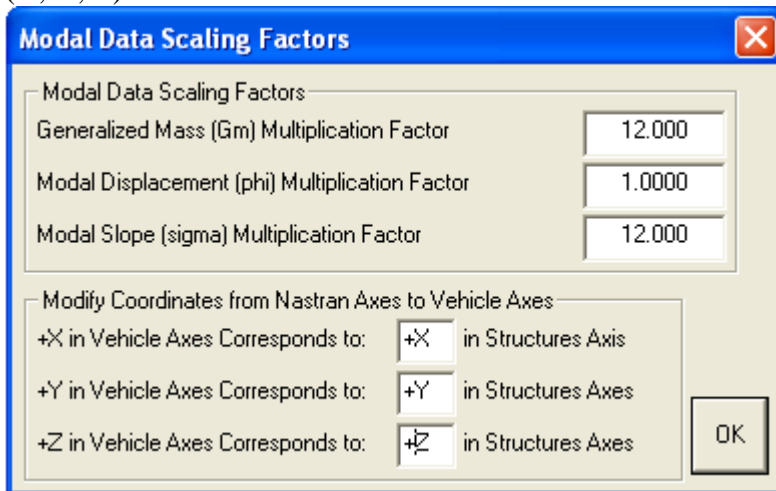 Modal Data Scaling Factors
Modal Data Scaling Factors
Generalized Mass (Gm) Multiplication Factor 12.000
Modal Displacement (phi) Multiplication Factor 1.0000
Modal Slope (sigma) Multiplication Factor 12.000
Modify Coordinates from Nastran Axes to Vehicle Axes
+X in Vehicle Axes Corresponds to: +X in Structures Axis
+Y in Vehicle Axes Corresponds to: +Y in Structures Axes
+Z in Vehicle Axes Corresponds to: +Z in Structures Axes
OK